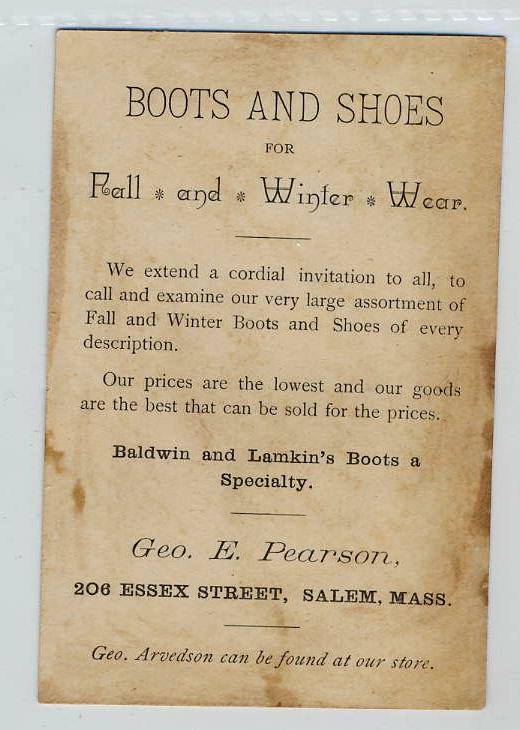 BOOTS AND SHOES
FOR
Fall * and * Winter * Wear.
We extend a cordial invitation to all, to
call and examine our very large assortment of
Fall and Winter Boots and Shoes of every
description.
Our prices are the lowest and our goods
are the best that can be sold for the prices.
Baldwin and Lamkin's Boots a
Specialty.
Geo. E. Pearson,
206 ESSEX STREET, SALEM, MASS.
Geo. Arvedson can be found at our store.